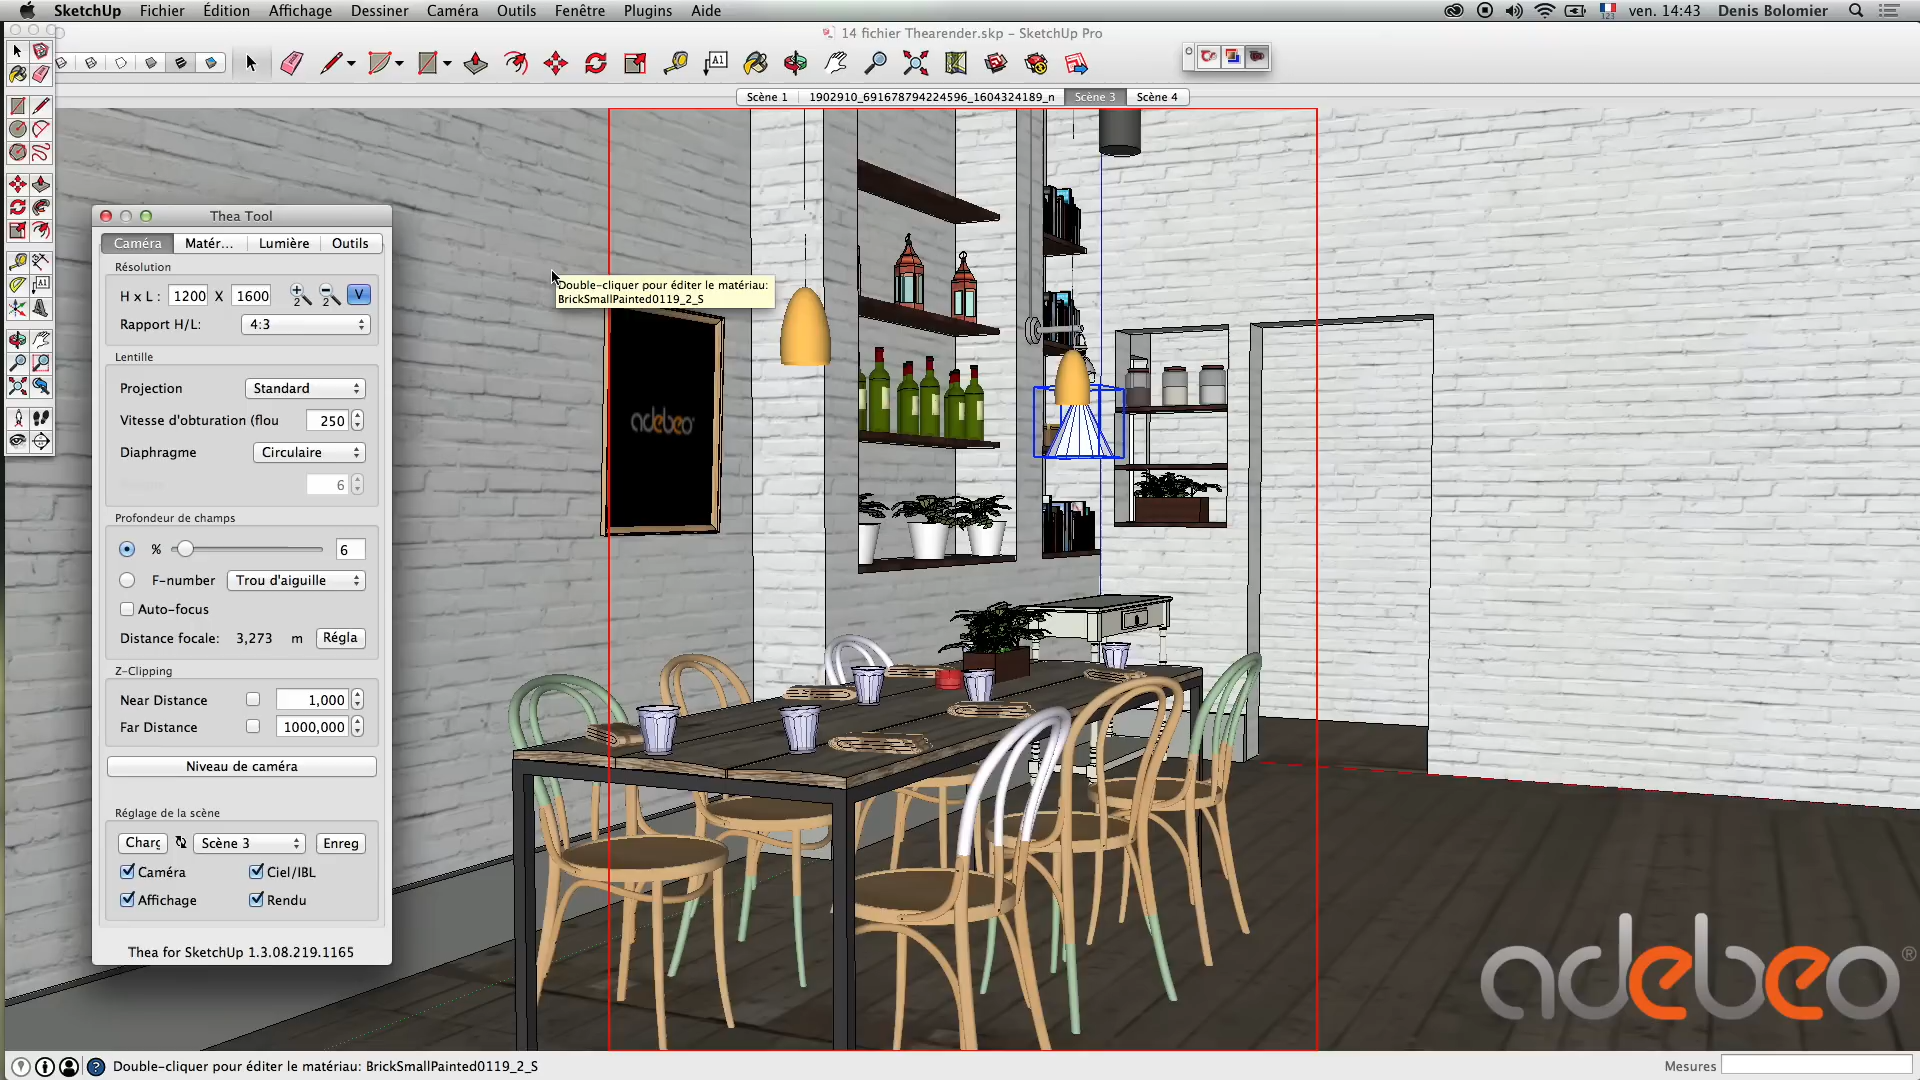 SketchUp Fichier Édition Affichage Dessiner Caméra Outils Fenêtre Plugins Aide
123 ven. 14:43 Denis Bolomier
14 fichier Thearender.skp – SketchUp Pro
A1
Scène 1 1902910_691678794224596_1604324189_n Scène 3 Scène 4
A1
Thea Tool
Caméra Matér... Lumière Outils
Résolution
H x L : 1200 X 1600 2 2 V
Rapport H/L: 4:3
Lentille
Projection Standard
Vitesse d'obturation (flou 250
Diaphragme Circulaire
6
Profondeur de champs
% 6
F-number Trou d'aiguille
Auto-focus
Distance focale: 3,273 m Régla
Z-Clipping
Near Distance 1,000
Far Distance 1000,000
Niveau de caméra
Réglage de la scène
Charg Scène 3 Enreg
Caméra Ciel/IBL
Affichage Rendu
Thea for SketchUp 1.3.08.219.1165
Double-cliquer pour éditer le matériau:
BrickSmallPainted0119_2_S
adebeo
adebeo®
Double-cliquer pour éditer le matériau: BrickSmallPainted0119_2_S
Mesures